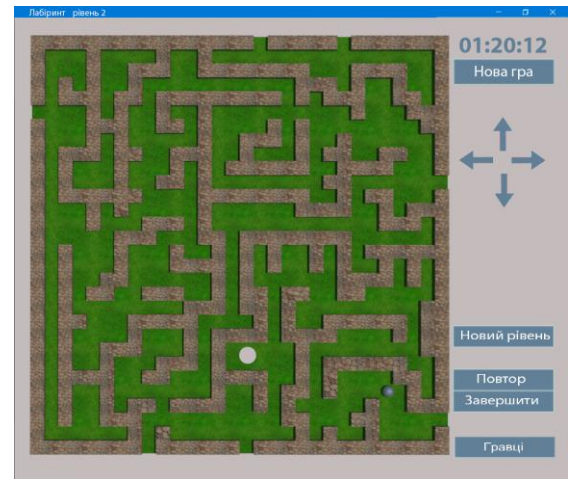 Лабіринт рівень 2
01:20:12
Нова гра
Новий рівень
Повтор
Завершити
Гравці